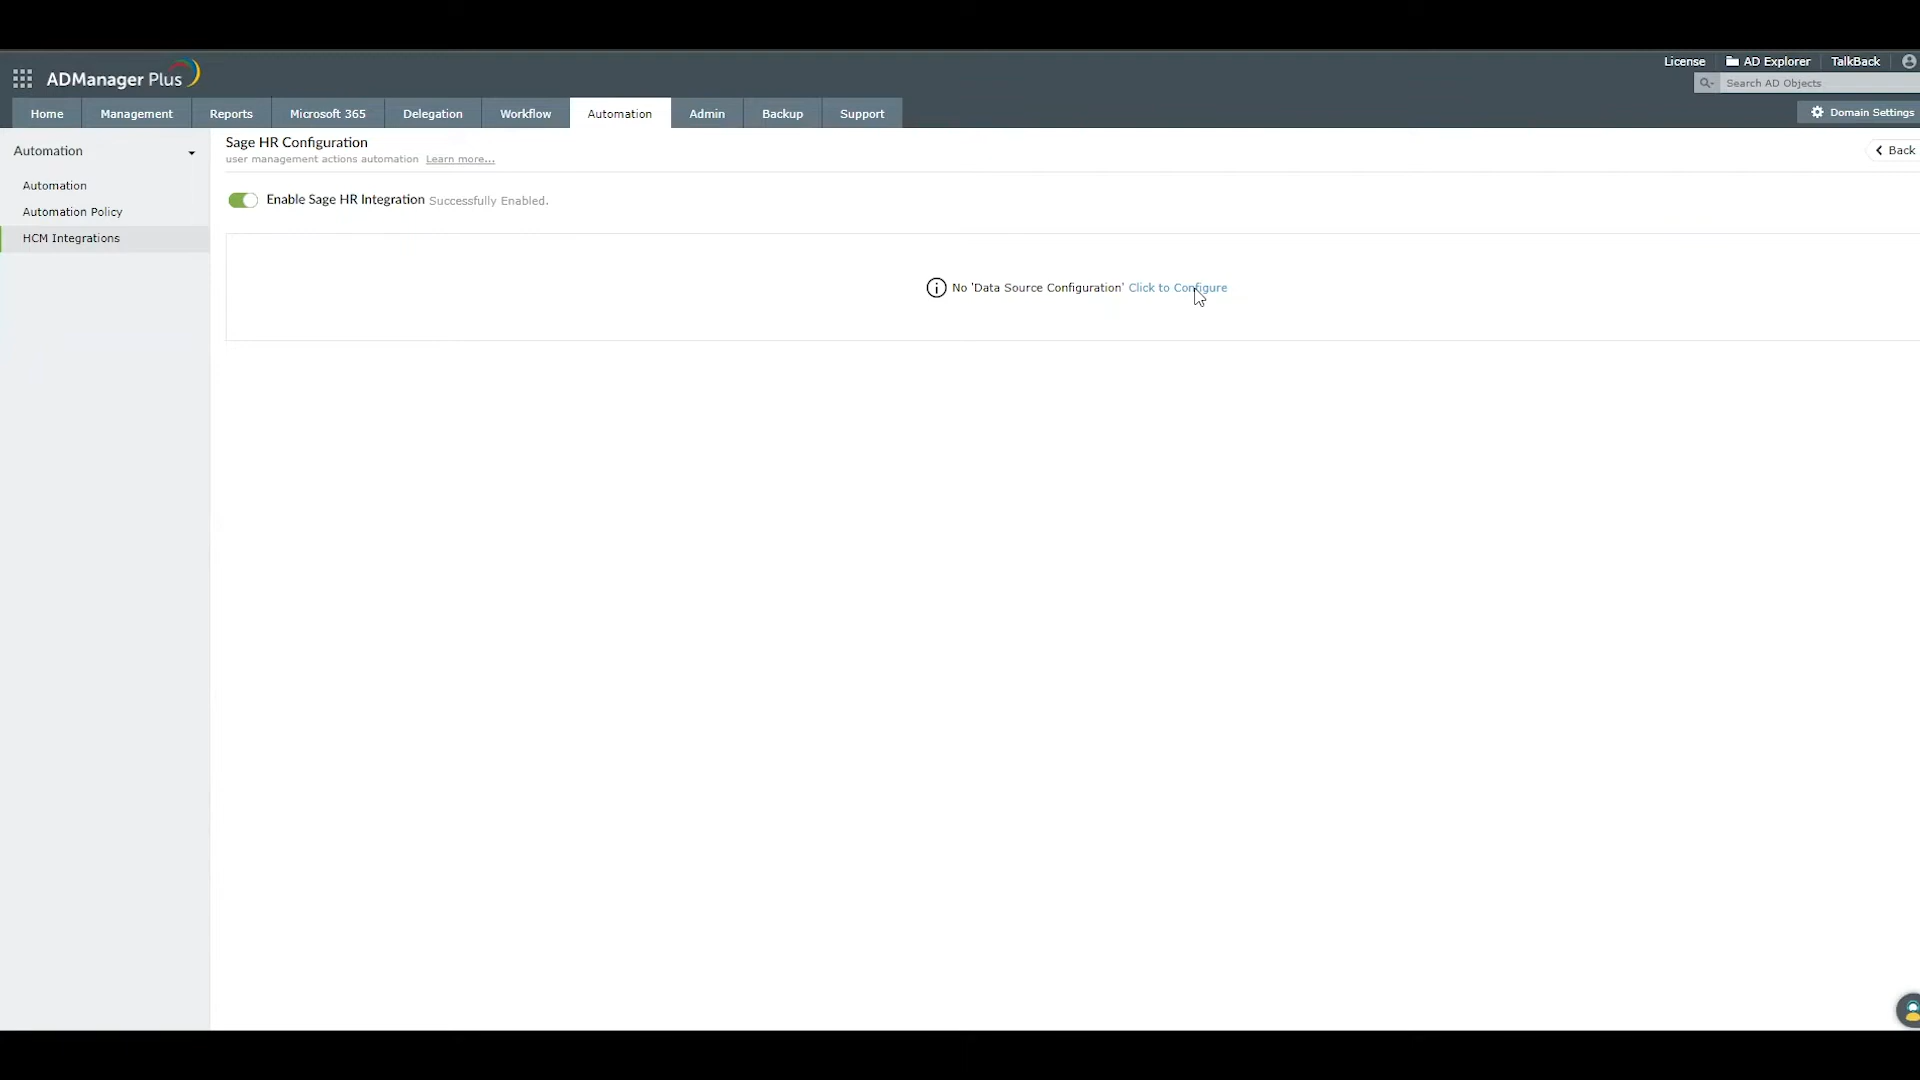 License AD Explorer TalkBack
ADManager Plus
Search AD Objects
Home Management Reports Microsoft 365 Delegation Workflow Automation Admin Backup Support Domain Settings
Automation
Automation
Automation Policy
HCM Integrations
Sage HR Configuration
user management actions automation Learn more...
Back
Enable Sage HR Integration Successfully Enabled.
No 'Data Source Configuration' Click to Configure